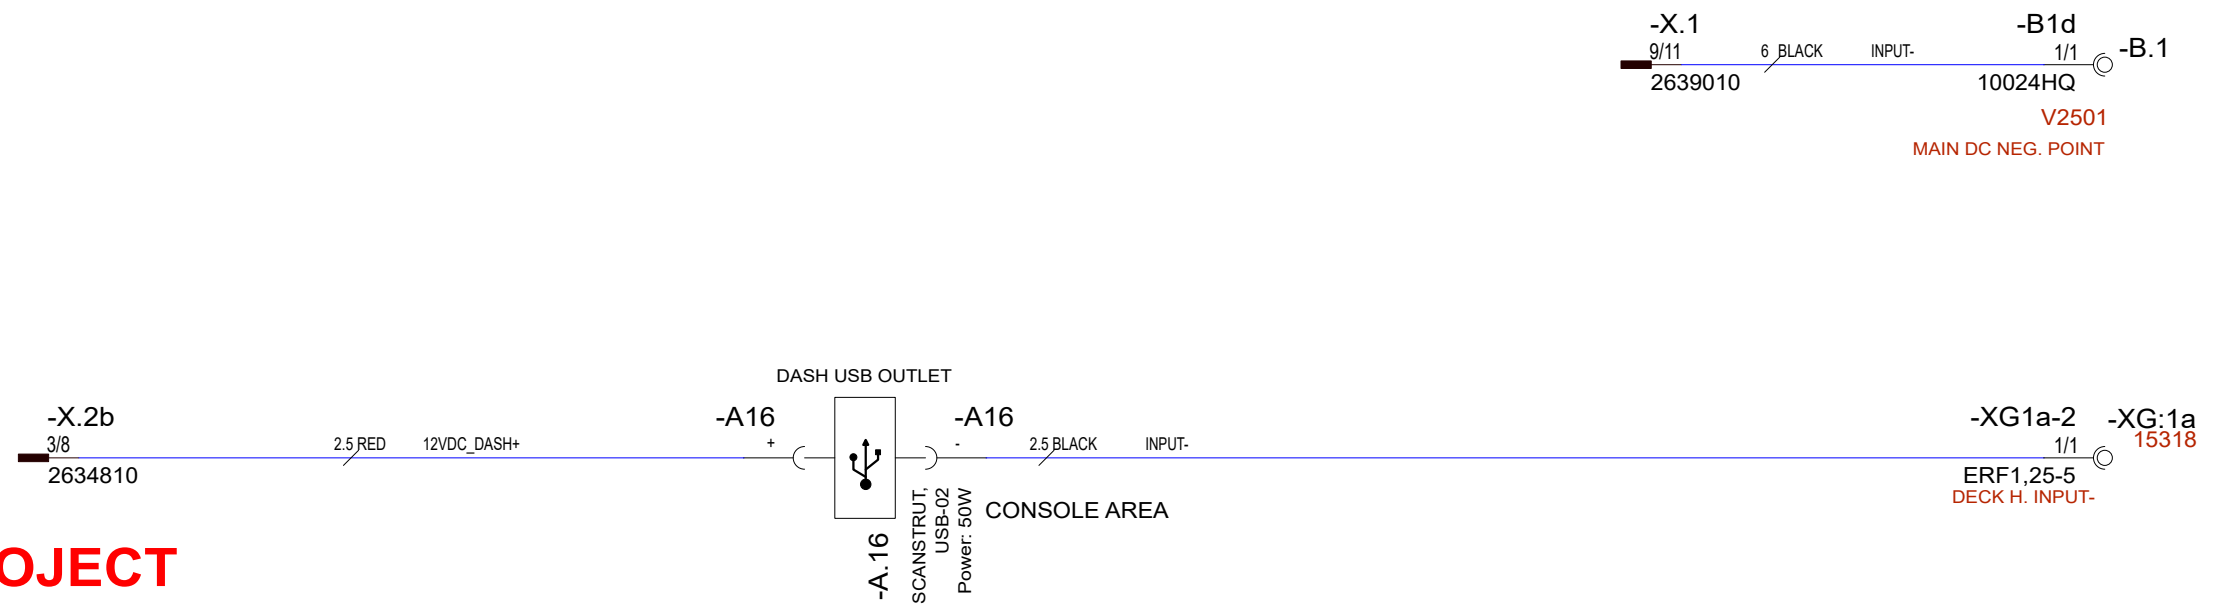 -X.1
-B1d
9/11
6 BLACK
INPUT-
1/1
-B.1
2639010
10024HQ
V2501
MAIN DC NEG. POINT
DASH USB OUTLET
-X.2b
-A16
-A16
-XG1a-2
-XG:1a
3/8
2.5 RED
12VDC_DASH+
+
-
2.5 BLACK
INPUT-
1/1
15318
2634810
ERF1,25-5
DECK H. INPUT-
CONSOLE AREA
-A.16
SCANSTRUT,
USB-02
Power: 50W
OJECT